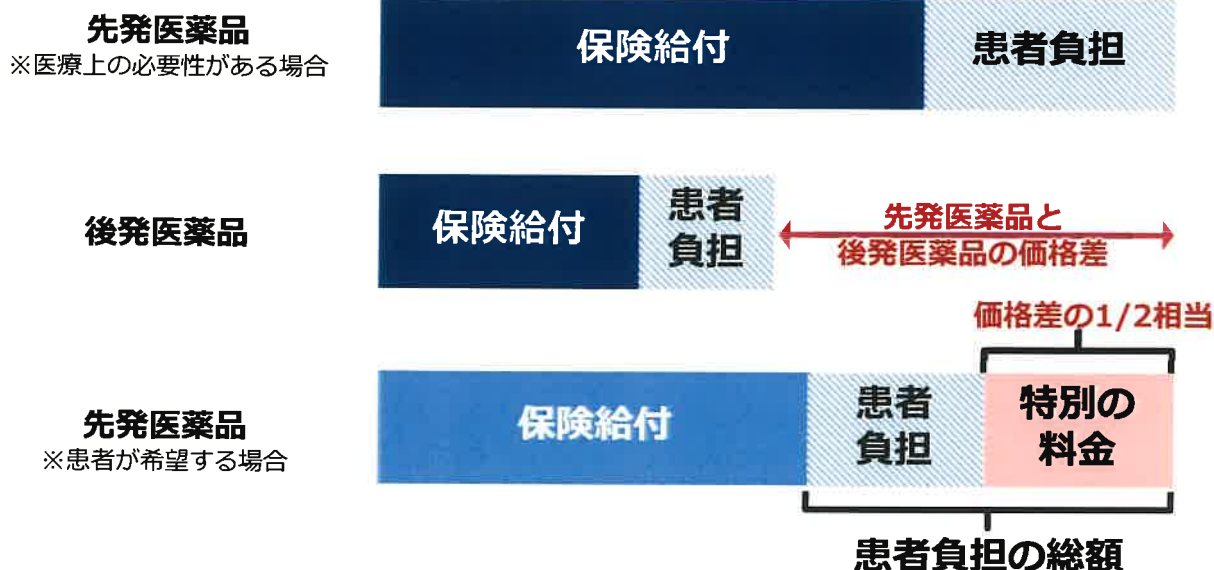 先発医薬品
※医療上の必要性がある場合
保険給付
患者負担
後発医薬品
保険給付
患者
負担
先発医薬品と
後発医薬品の価格差
価格差の1/2相当
先発医薬品
※患者が希望する場合
保険給付
患者
負担
特別の
料金
患者負担の総額